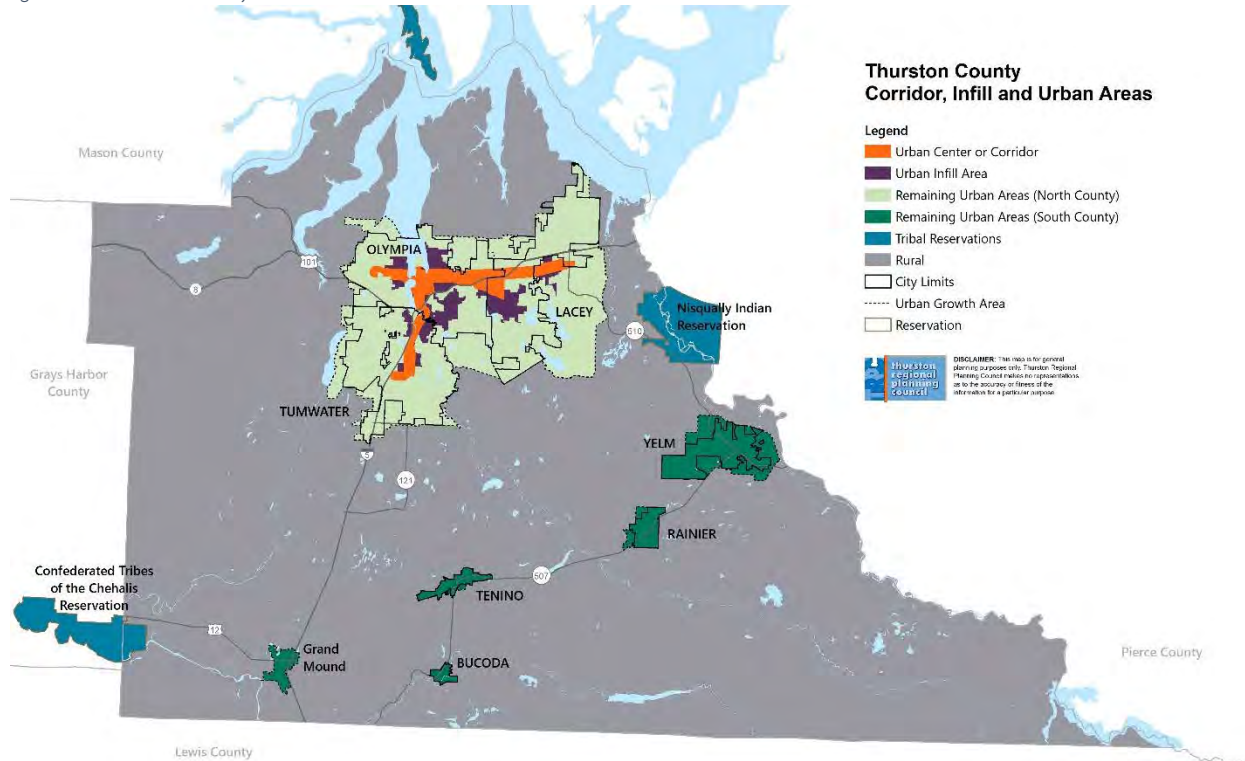 Thurston County
Corridor, Infill and Urban Areas
Legend
Urban Center or Corridor
Urban Infill Area
Remaining Urban Areas (North County)
Remaining Urban Areas (South County)
Tribal Reservations
Rural
City Limits
Urban Growth Area
Reservation
thurston
regional
planning
council
DISCLAIMER: This map is for general
planning purposes only. Thurston Regional
Planning Council makes no representations
as to the accuracy or fitness of the
information for a particular purpose.
Mason County
OLYMPIA
101
8
LACEY
Nisqually Indian
Reservation
510
Grays Harbor
County
TUMWATER
5
121
YELM
RAINIER
507
TENINO
Confederated Tribes
of the Chehalis
Reservation
12
Grand
Mound
BUCODA
Pierce County
Lewis County